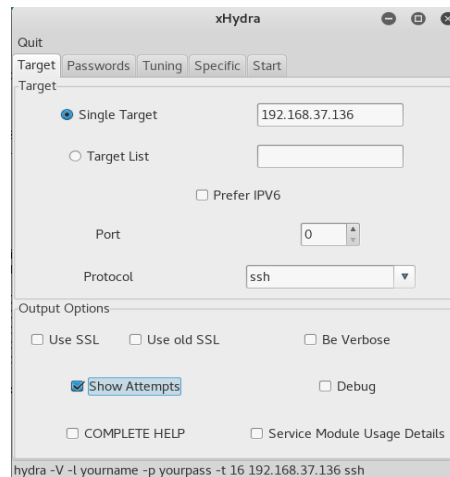 xHydra
Quit
Target Passwords Tuning Specific Start
Target
Single Target 192.168.37.136
Target List
Prefer IPV6
Port 0
Protocol ssh
Output Options
Use SSL Use old SSL Be Verbose
Show Attempts Debug
COMPLETE HELP Service Module Usage Details
hydra -V -l yourname -p yourpass -t 16 192.168.37.136 ssh